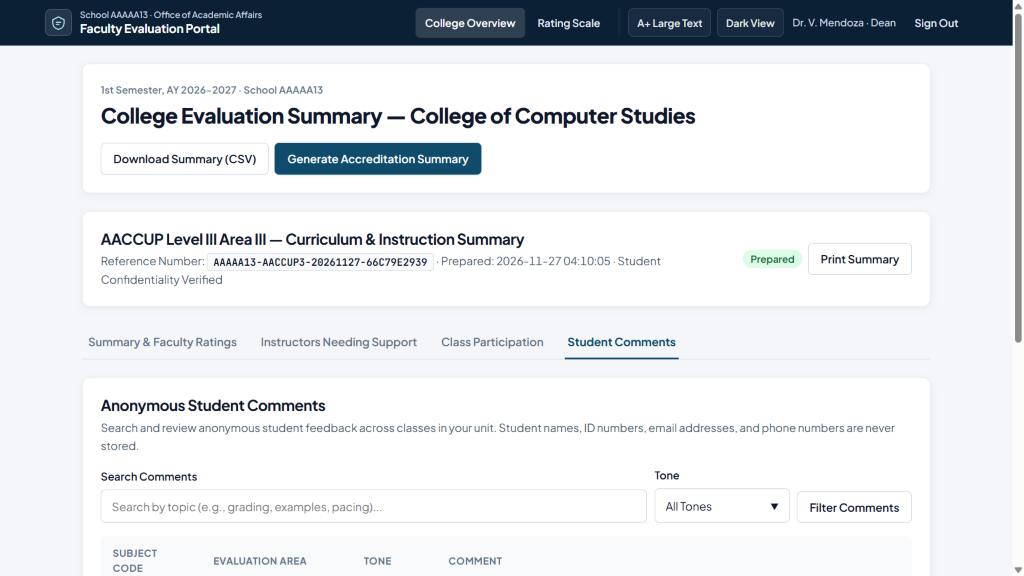 School AAAAA13 · Office of Academic Affairs
Faculty Evaluation Portal
College Overview
Rating Scale
A+ Large Text
Dark View
Dr. V. Mendoza · Dean
Sign Out
1st Semester, AY 2026–2027 · School AAAAA13
College Evaluation Summary — College of Computer Studies
Download Summary (CSV)
Generate Accreditation Summary
AACCUP Level III Area III — Curriculum & Instruction Summary
Reference Number: AAAAA13-AACCUP3-20261127-66C79E2939 · Prepared: 2026-11-27 04:10:05 · Student
Confidentiality Verified
Prepared
Print Summary
Summary & Faculty Ratings
Instructors Needing Support
Class Participation
Student Comments
Anonymous Student Comments
Search and review anonymous student feedback across classes in your unit. Student names, ID numbers, email addresses, and phone numbers are never
stored.
Search Comments
Tone
Search by topic (e.g., grading, examples, pacing)...
All Tones
Filter Comments
SUBJECT
CODE
EVALUATION AREA
TONE
COMMENT